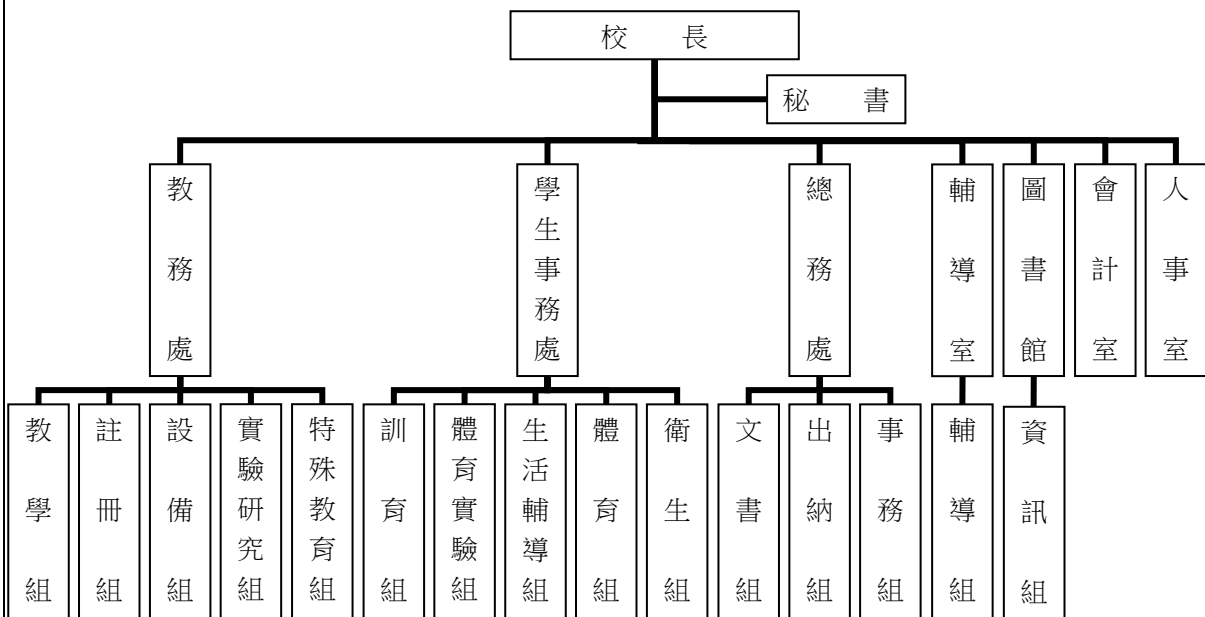 校長
秘書
教務處
學生事務處
總務處
輔導室
圖書館
會計室
人事室
教學組
註冊組
設備組
實驗研究組
特殊教育組
訓育組
體育實驗組
生活輔導組
體育組
衛生組
文書組
出納組
事務組
輔導組
資訊組